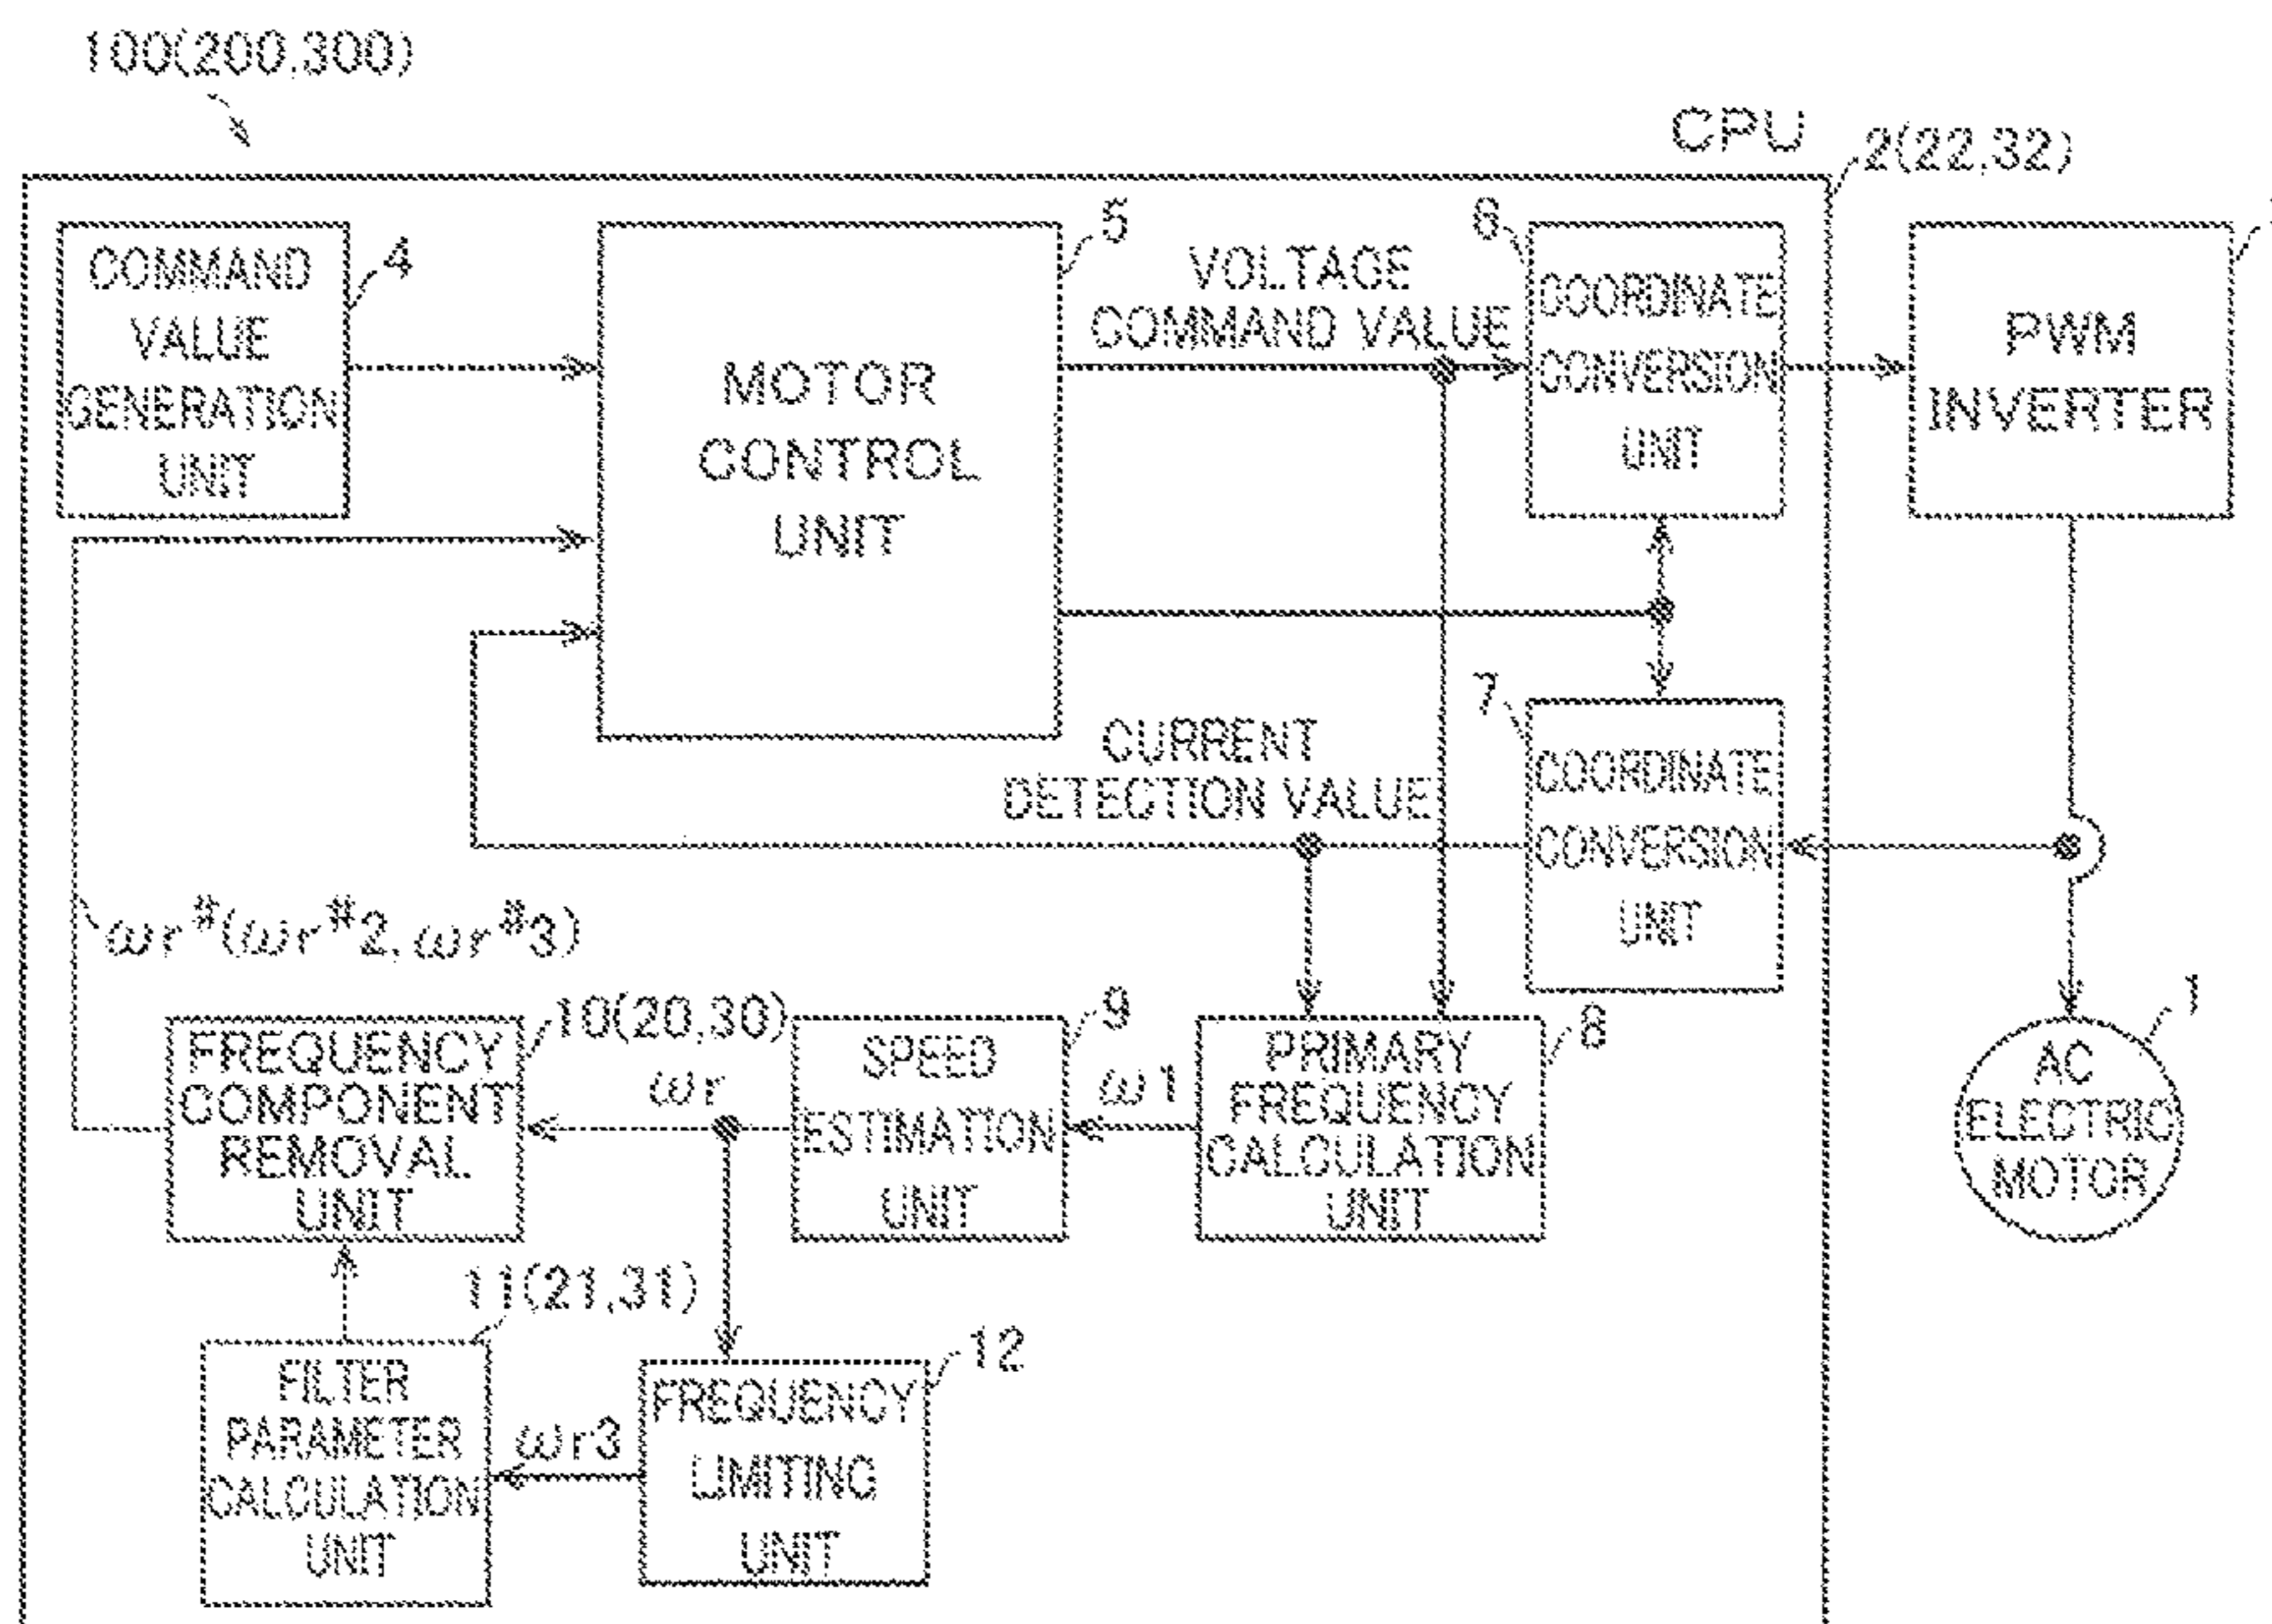 100(200,300)
CPU
2(22,32)
COMMAND
VALUE
GENERATION
UNIT
4
MOTOR
CONTROL
UNIT
5
VOLTAGE
COMMAND VALUE
6
COORDINATE
CONVERSION
UNIT
PWM
INVERTER
7
COORDINATE
CONVERSION
UNIT
CURRENT
DETECTION VALUE
ωr#(ωr#2,ωr#3)
FREQUENCY
COMPONENT
REMOVAL
UNIT
10(20,30)
ωr
SPEED
ESTIMATION
UNIT
9
ω1
PRIMARY
FREQUENCY
CALCULATION
UNIT
8
AC
ELECTRIC
MOTOR
1
11(21,31)
FILTER
PARAMETER
CALCULATION
UNIT
ωr3
FREQUENCY
LIMITING
UNIT
12